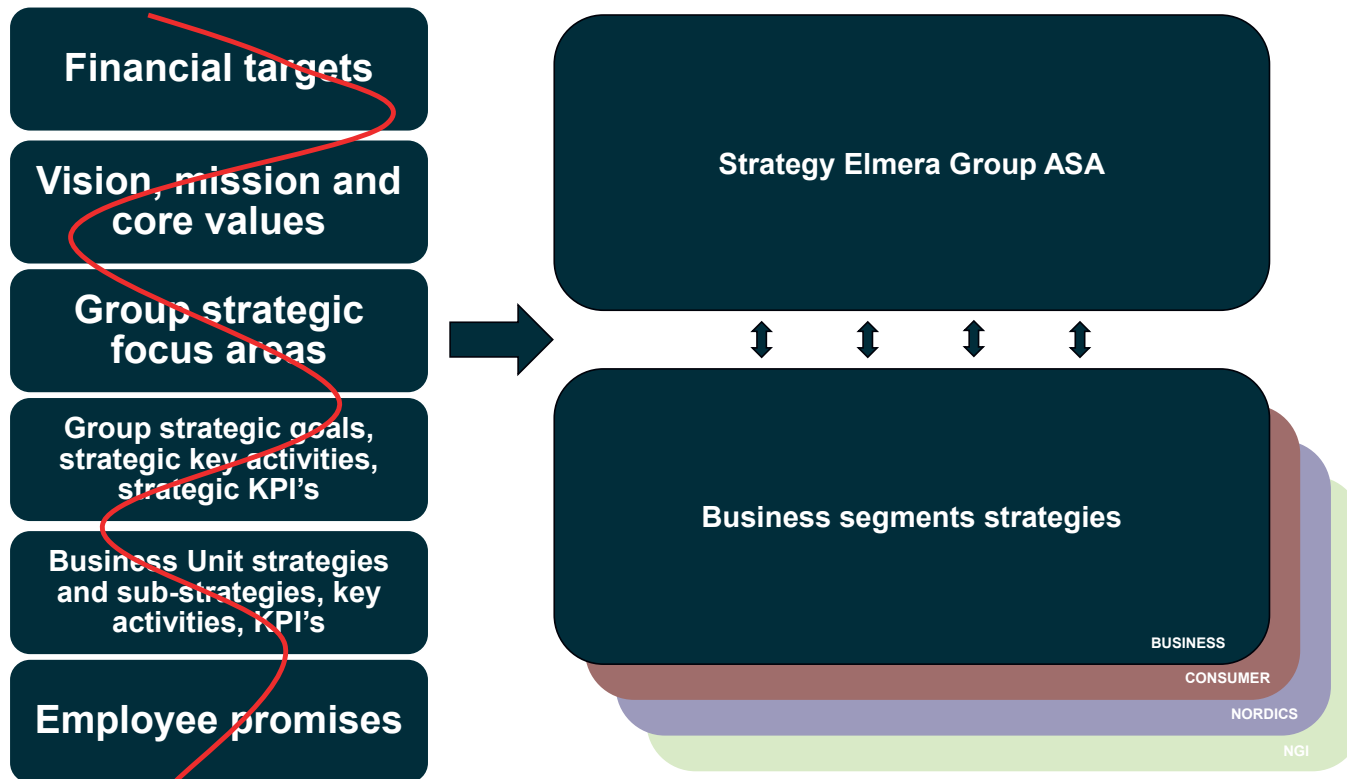 Financial targets
Vision, mission and
core values
Group strategic
focus areas
Group strategic goals,
strategic key activities,
strategic KPI's
Business Unit strategies
and sub-strategies, key
activities, KPI's
Employee promises
Strategy Elmera Group ASA
Business segments strategies
BUSINESS
CONSUMER
NORDICS
NGI